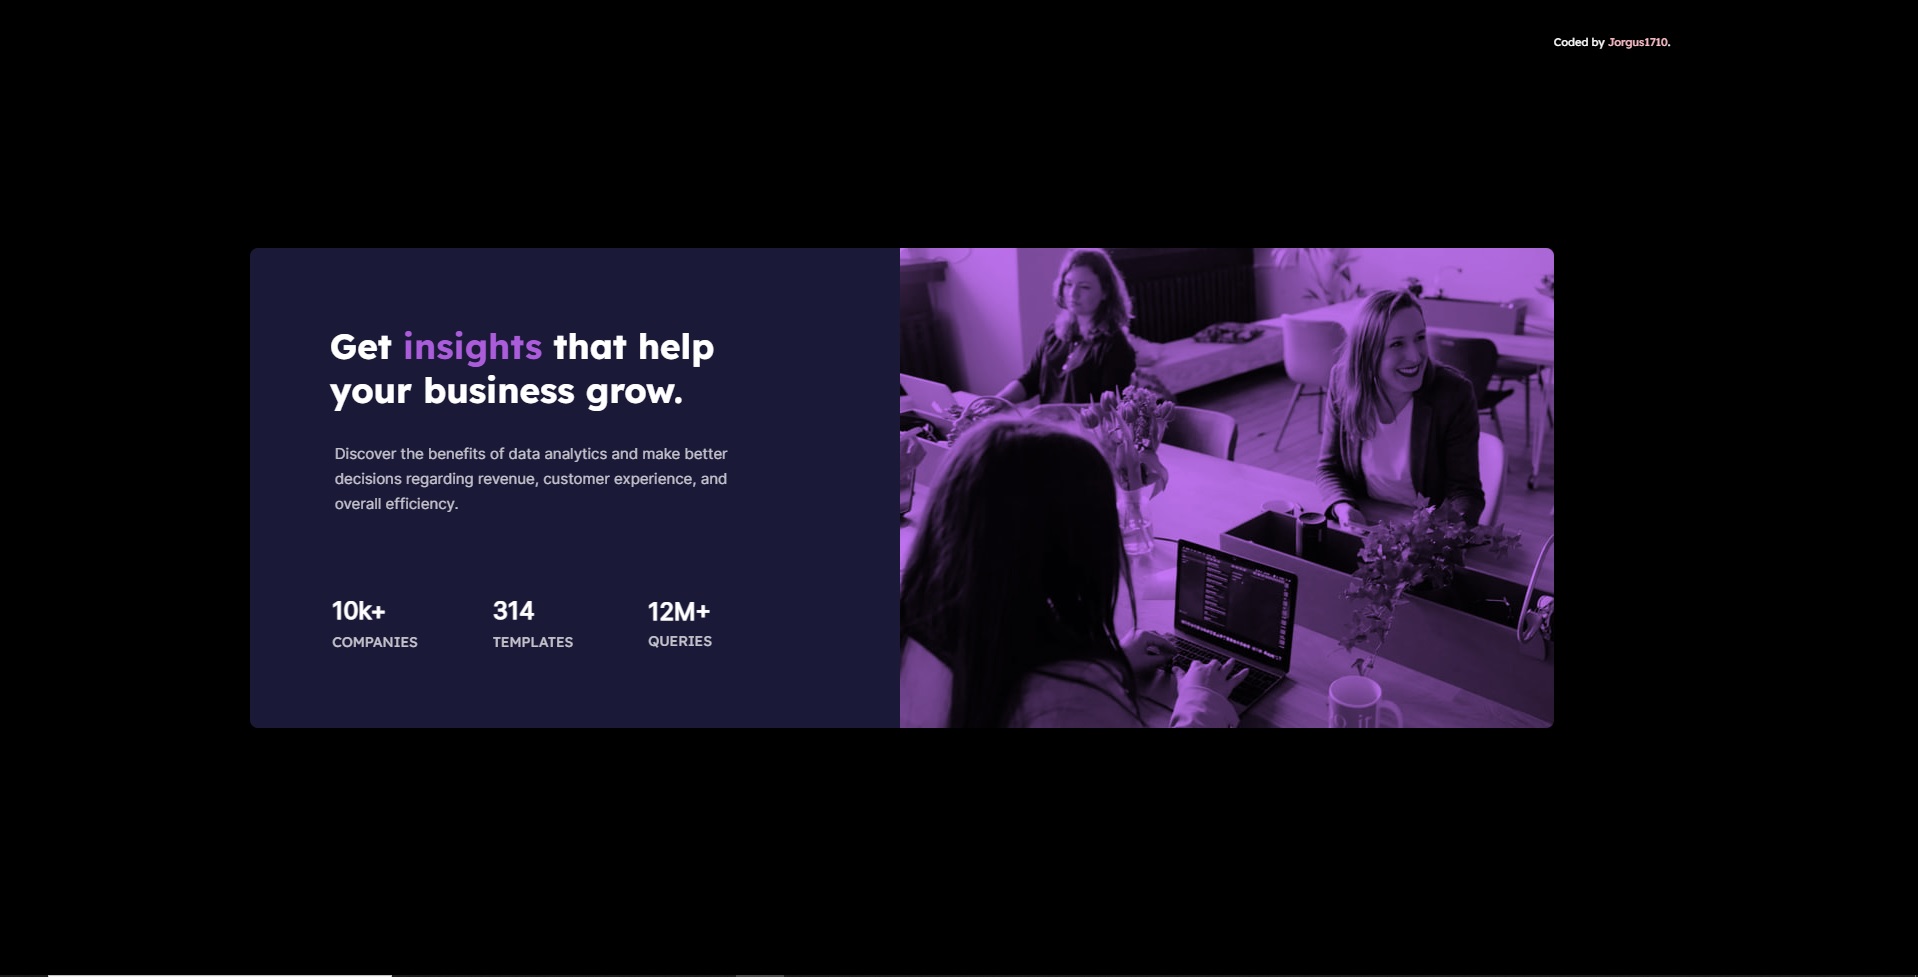 Coded by Jorgus1710.
Get insights that help
your business grow.
Discover the benefits of data analytics and make better
decisions regarding revenue, customer experience, and
overall efficiency.
10k+ 314 12M+
COMPANIES TEMPLATES QUERIES